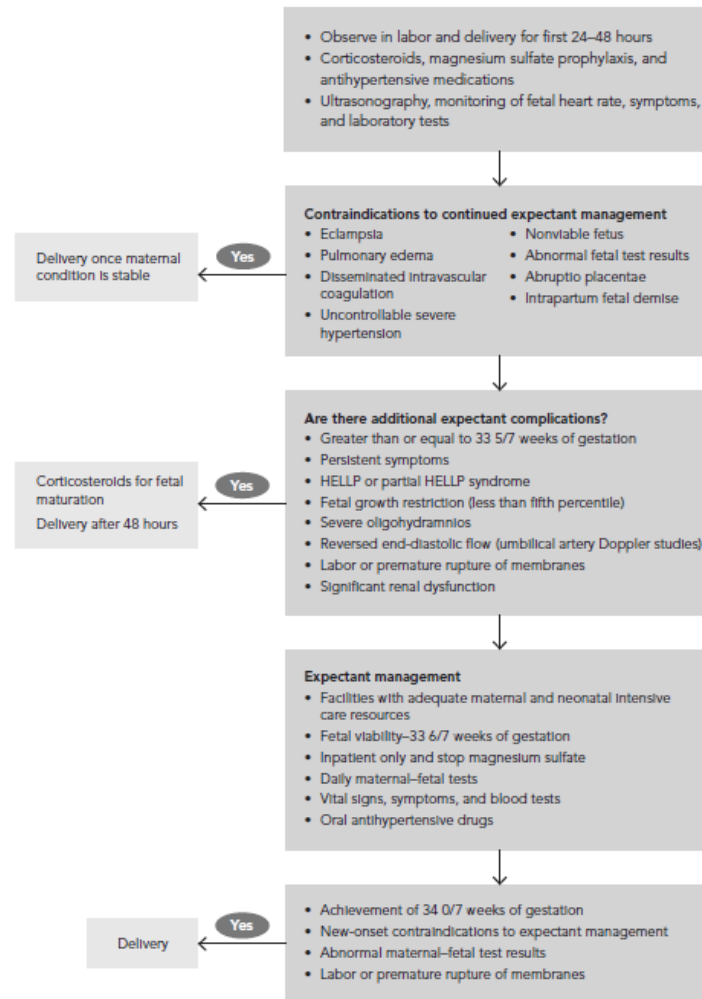 • Observe in labor and delivery for first 24–48 hours
• Corticosteroids, magnesium sulfate prophylaxis, and
antihypertensive medications
• Ultrasonography, monitoring of fetal heart rate, symptoms,
and laboratory tests
Contraindications to continued expectant management
• Eclampsia
• Pulmonary edema
• Disseminated intravascular
coagulation
• Uncontrollable severe
hypertension
• Nonviable fetus
• Abnormal fetal test results
• Abruptio placentae
• Intrapartum fetal demise
Yes
Delivery once maternal
condition is stable
Are there additional expectant complications?
• Greater than or equal to 33 5/7 weeks of gestation
• Persistent symptoms
• HELLP or partial HELLP syndrome
• Fetal growth restriction (less than fifth percentile)
• Severe oligohydramnios
• Reversed end-diastolic flow (umbilical artery Doppler studies)
• Labor or premature rupture of membranes
• Significant renal dysfunction
Yes
Corticosteroids for fetal
maturation
Delivery after 48 hours
Expectant management
• Facilities with adequate maternal and neonatal intensive
care resources
• Fetal viability–33 6/7 weeks of gestation
• Inpatient only and stop magnesium sulfate
• Daily maternal–fetal tests
• Vital signs, symptoms, and blood tests
• Oral antihypertensive drugs
• Achievement of 34 0/7 weeks of gestation
• New-onset contraindications to expectant management
• Abnormal maternal–fetal test results
• Labor or premature rupture of membranes
Yes
Delivery